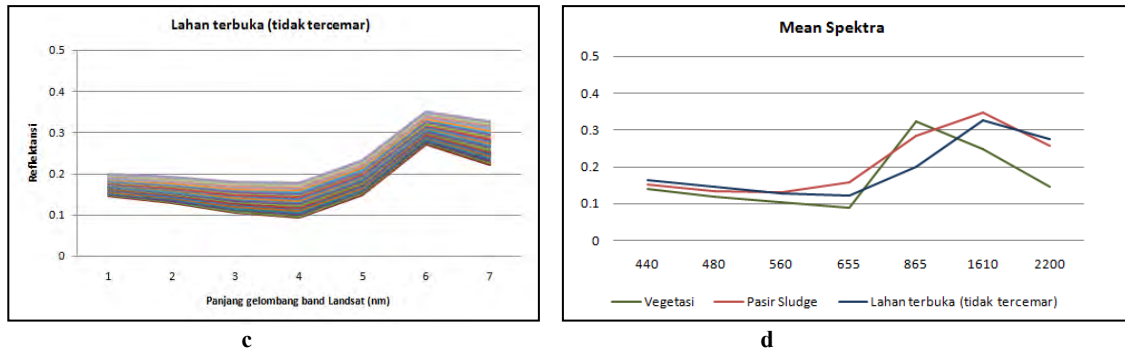 Lahan terbuka (tidak tercemar)
0.5
0.4
0.3
0.2
0.1
0
Reflektansi
1 2 3 4 5 6 7
Panjang gelombang band Landsat (nm)
c
Mean Spektra
0.5
0.4
0.3
0.2
0.1
0
440 480 560 655 865 1610 2200
Vegetasi Pasir Sludge Lahan terbuka (tidak tercemar)
d